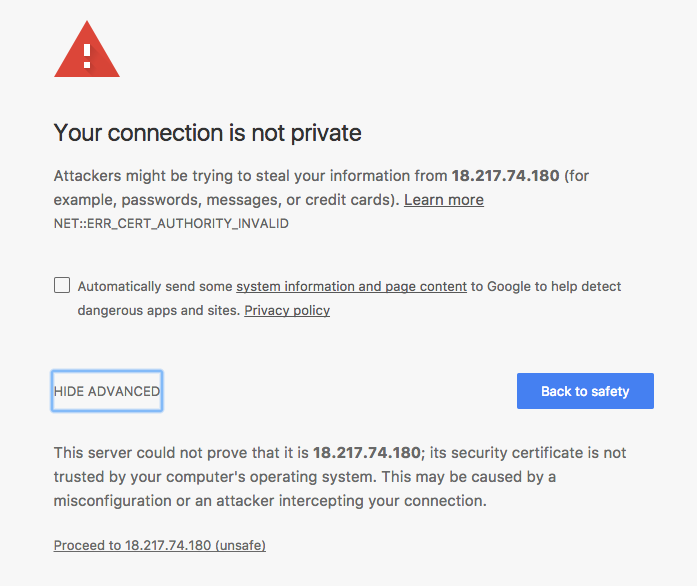 Your connection is not private
Attackers might be trying to steal your information from 18.217.74.180 (for
example, passwords, messages, or credit cards). Learn more
NET::ERR_CERT_AUTHORITY_INVALID
Automatically send some system information and page content to Google to help detect
dangerous apps and sites. Privacy policy
HIDE ADVANCED
Back to safety
This server could not prove that it is 18.217.74.180; its security certificate is not
trusted by your computer's operating system. This may be caused by a
misconfiguration or an attacker intercepting your connection.
Proceed to 18.217.74.180 (unsafe)